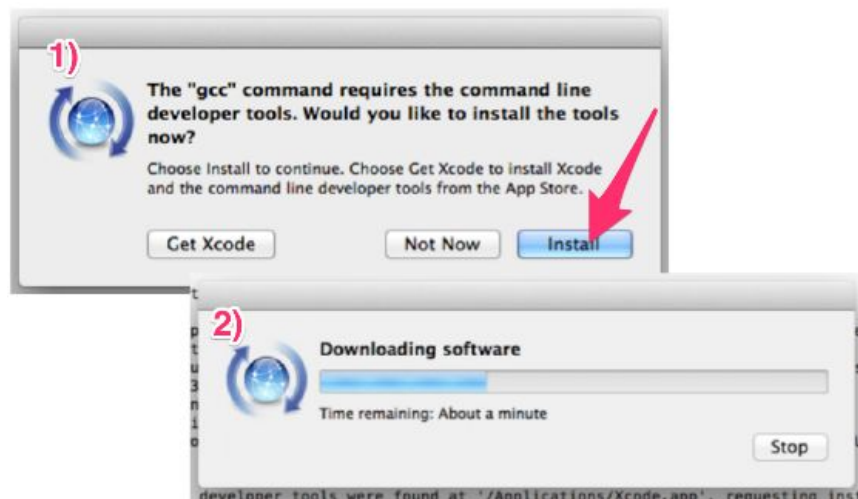 1)
The "gcc" command requires the command line
developer tools. Would you like to install the tools
now?
Choose Install to continue. Choose Get Xcode to install Xcode
and the command line developer tools from the App Store.
Get Xcode
Not Now
Install
2)
Downloading software
Time remaining: About a minute
Stop
developer tools were found at '/Applications/Xcode.app', requesting inst